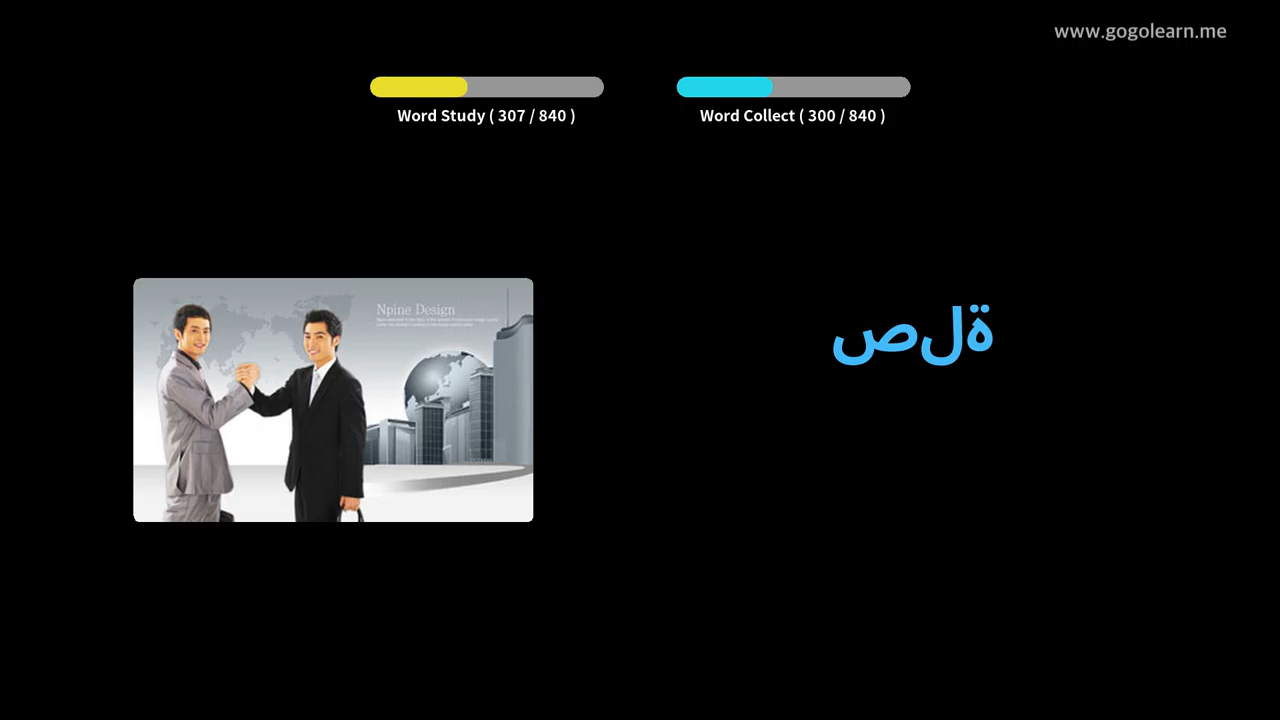 www.gogolearn.me
Word Study ( 307 / 840 )
Word Collect ( 300 / 840 )
Npine Design
صلة